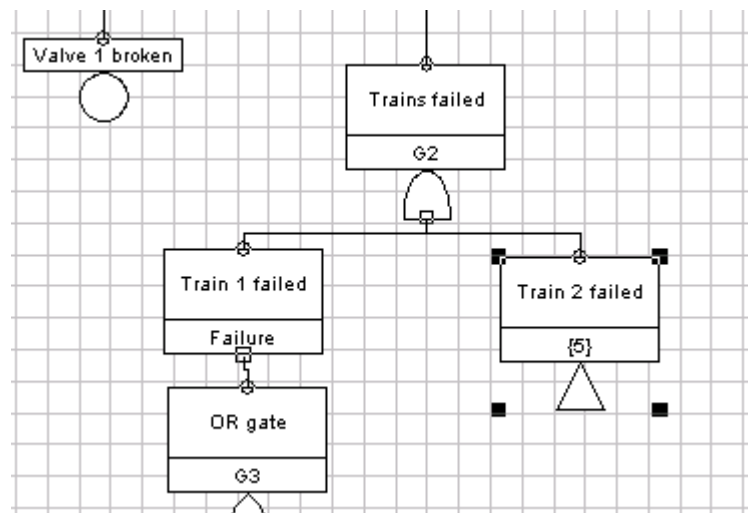 Valve 1 broken
Trains failed
G2
Train 1 failed
Failure
Train 2 failed
{5}
OR gate
G3